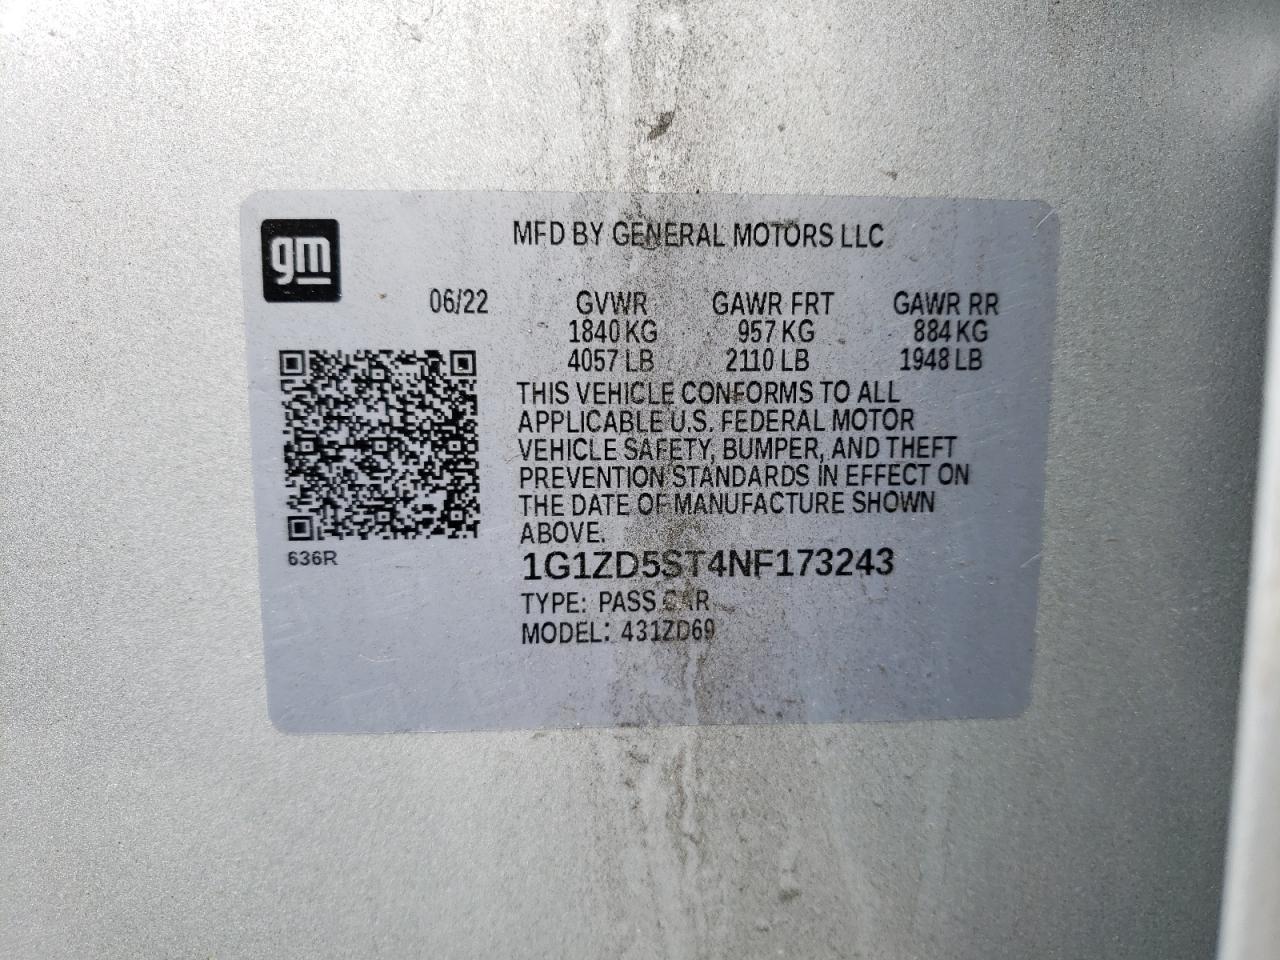 gm
MFD BY GENERAL MOTORS LLC
06/22 GVWR GAWR FRT GAWR RR
1840 KG 957 KG 884 KG
4057 LB 2110 LB 1948 LB
THIS VEHICLE CONFORMS TO ALL
APPLICABLE U.S. FEDERAL MOTOR
VEHICLE SAFETY, BUMPER, AND THEFT
PREVENTION STANDARDS IN EFFECT ON
THE DATE OF MANUFACTURE SHOWN
ABOVE.
636R
1G1ZD5ST4NF173243
TYPE: PASS CAR
MODEL: 431ZD69